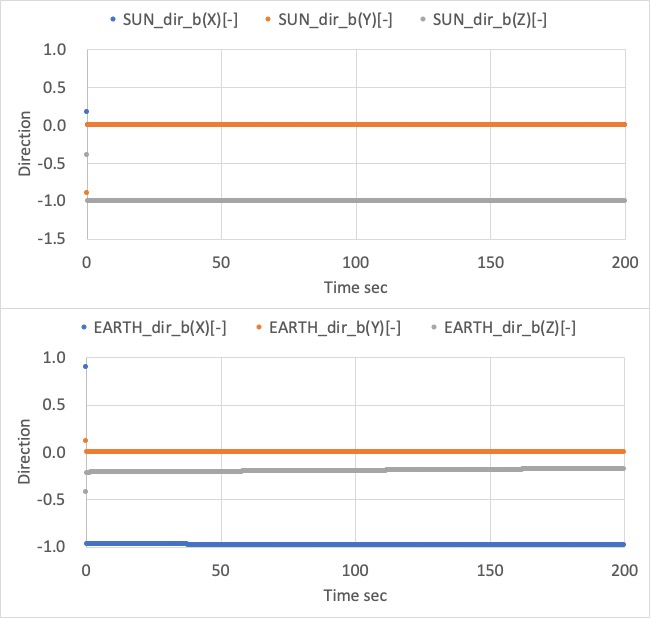 SUN_dir_b(X)[-] SUN_dir_b(Y)[-] SUN_dir_b(Z)[-]
1.0
0.5
0.0
-0.5
-1.0
-1.5
Direction
0 50 100 150 200
Time sec
EARTH_dir_b(X)[-] EARTH_dir_b(Y)[-] EARTH_dir_b(Z)[-]
1.0
0.5
0.0
-0.5
-1.0
Direction
0 50 100 150 200
Time sec